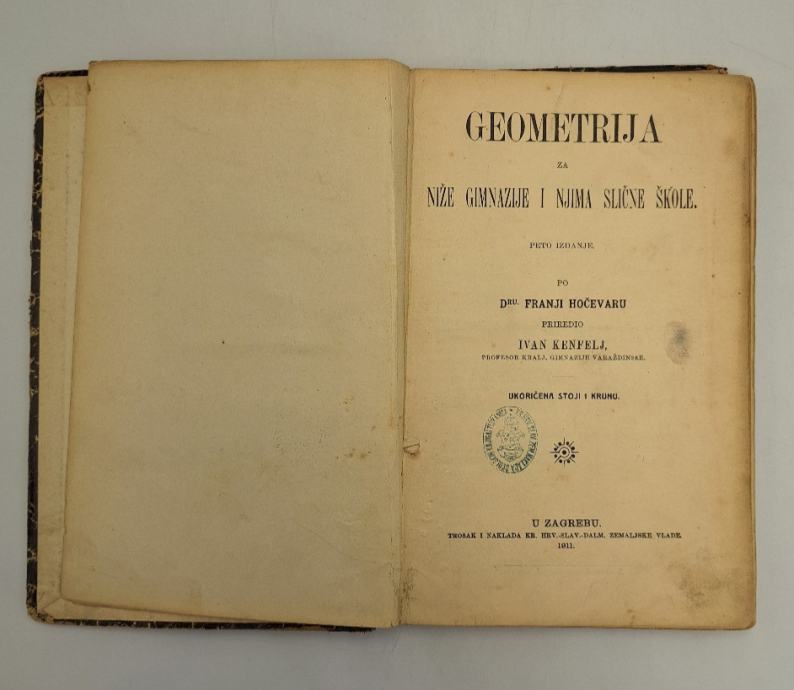 GEOMETRIJA
ZA
NIŽE GIMNAZIJE I NJIMA SLIČNE ŠKOLE.
PETO IZDANJE.
PO
DRU. FRANJI HOČEVARU
PRIREDIO
IVAN KENFELJ,
PROFESOR KRALJ. GIMNAZIJE VARAŽDINSKE.
UKORIČENA STOJI 1 KRUNU.
U ZAGREBU.
TROŠAK I NAKLADA KR. HRV.-SLAV.-DALM. ZEMALJSKE VLADE.
1911.